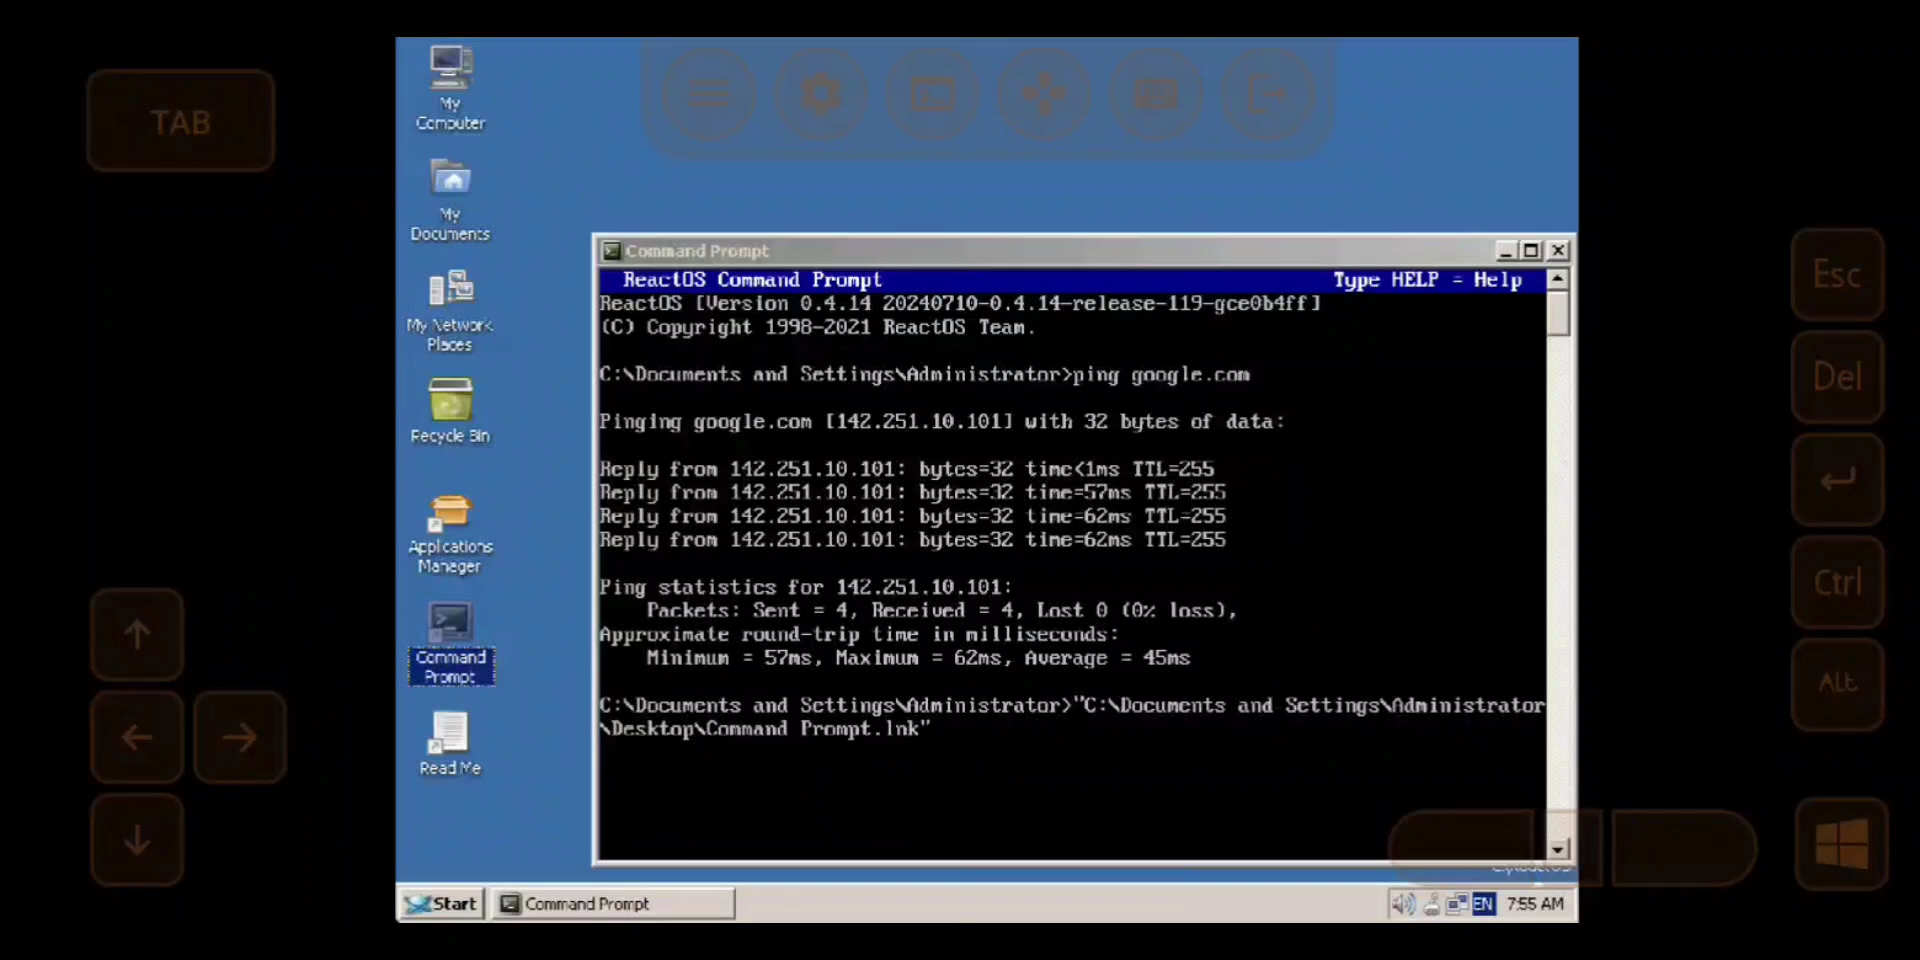 TAB
My
Computer
My
Documents
My Network
Places
Recycle Bin
Applications
Manager
Command
Prompt
Read Me
Command Prompt
ReactOS Command Prompt Type HELP = Help
ReactOS [Version 0.4.14 20240710-0.4.14-release-119-gce0b4ff]
(C) Copyright 1998-2021 ReactOS Team.
C:\Documents and Settings\Administrator>ping google.com
Pinging google.com [142.251.10.101] with 32 bytes of data:
Reply from 142.251.10.101: bytes=32 time<1ms TTL=255
Reply from 142.251.10.101: bytes=32 time=57ms TTL=255
Reply from 142.251.10.101: bytes=32 time=62ms TTL=255
Reply from 142.251.10.101: bytes=32 time=62ms TTL=255
Ping statistics for 142.251.10.101:
Packets: Sent = 4, Received = 4, Lost 0 (0% loss),
Approximate round-trip time in milliseconds:
Minimum = 57ms, Maximum = 62ms, Average = 45ms
C:\Documents and Settings\Administrator>"C:\Documents and Settings\Administrator
\Desktop\Command Prompt.lnk"
Start
Command Prompt
EN
7:55 AM
Esc
Del
Ctrl
Alt